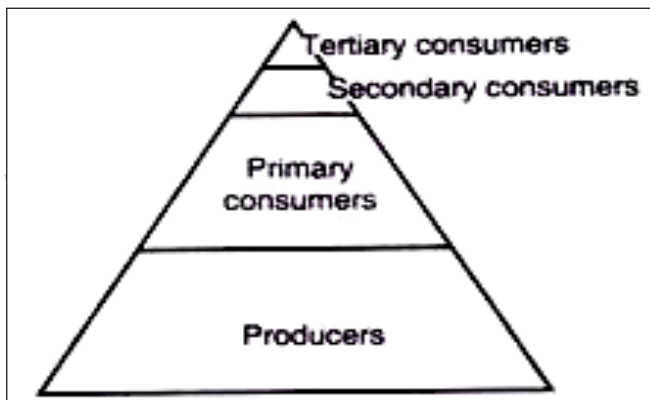 Tertiary consumers
Secondary consumers
Primary
consumers
Producers